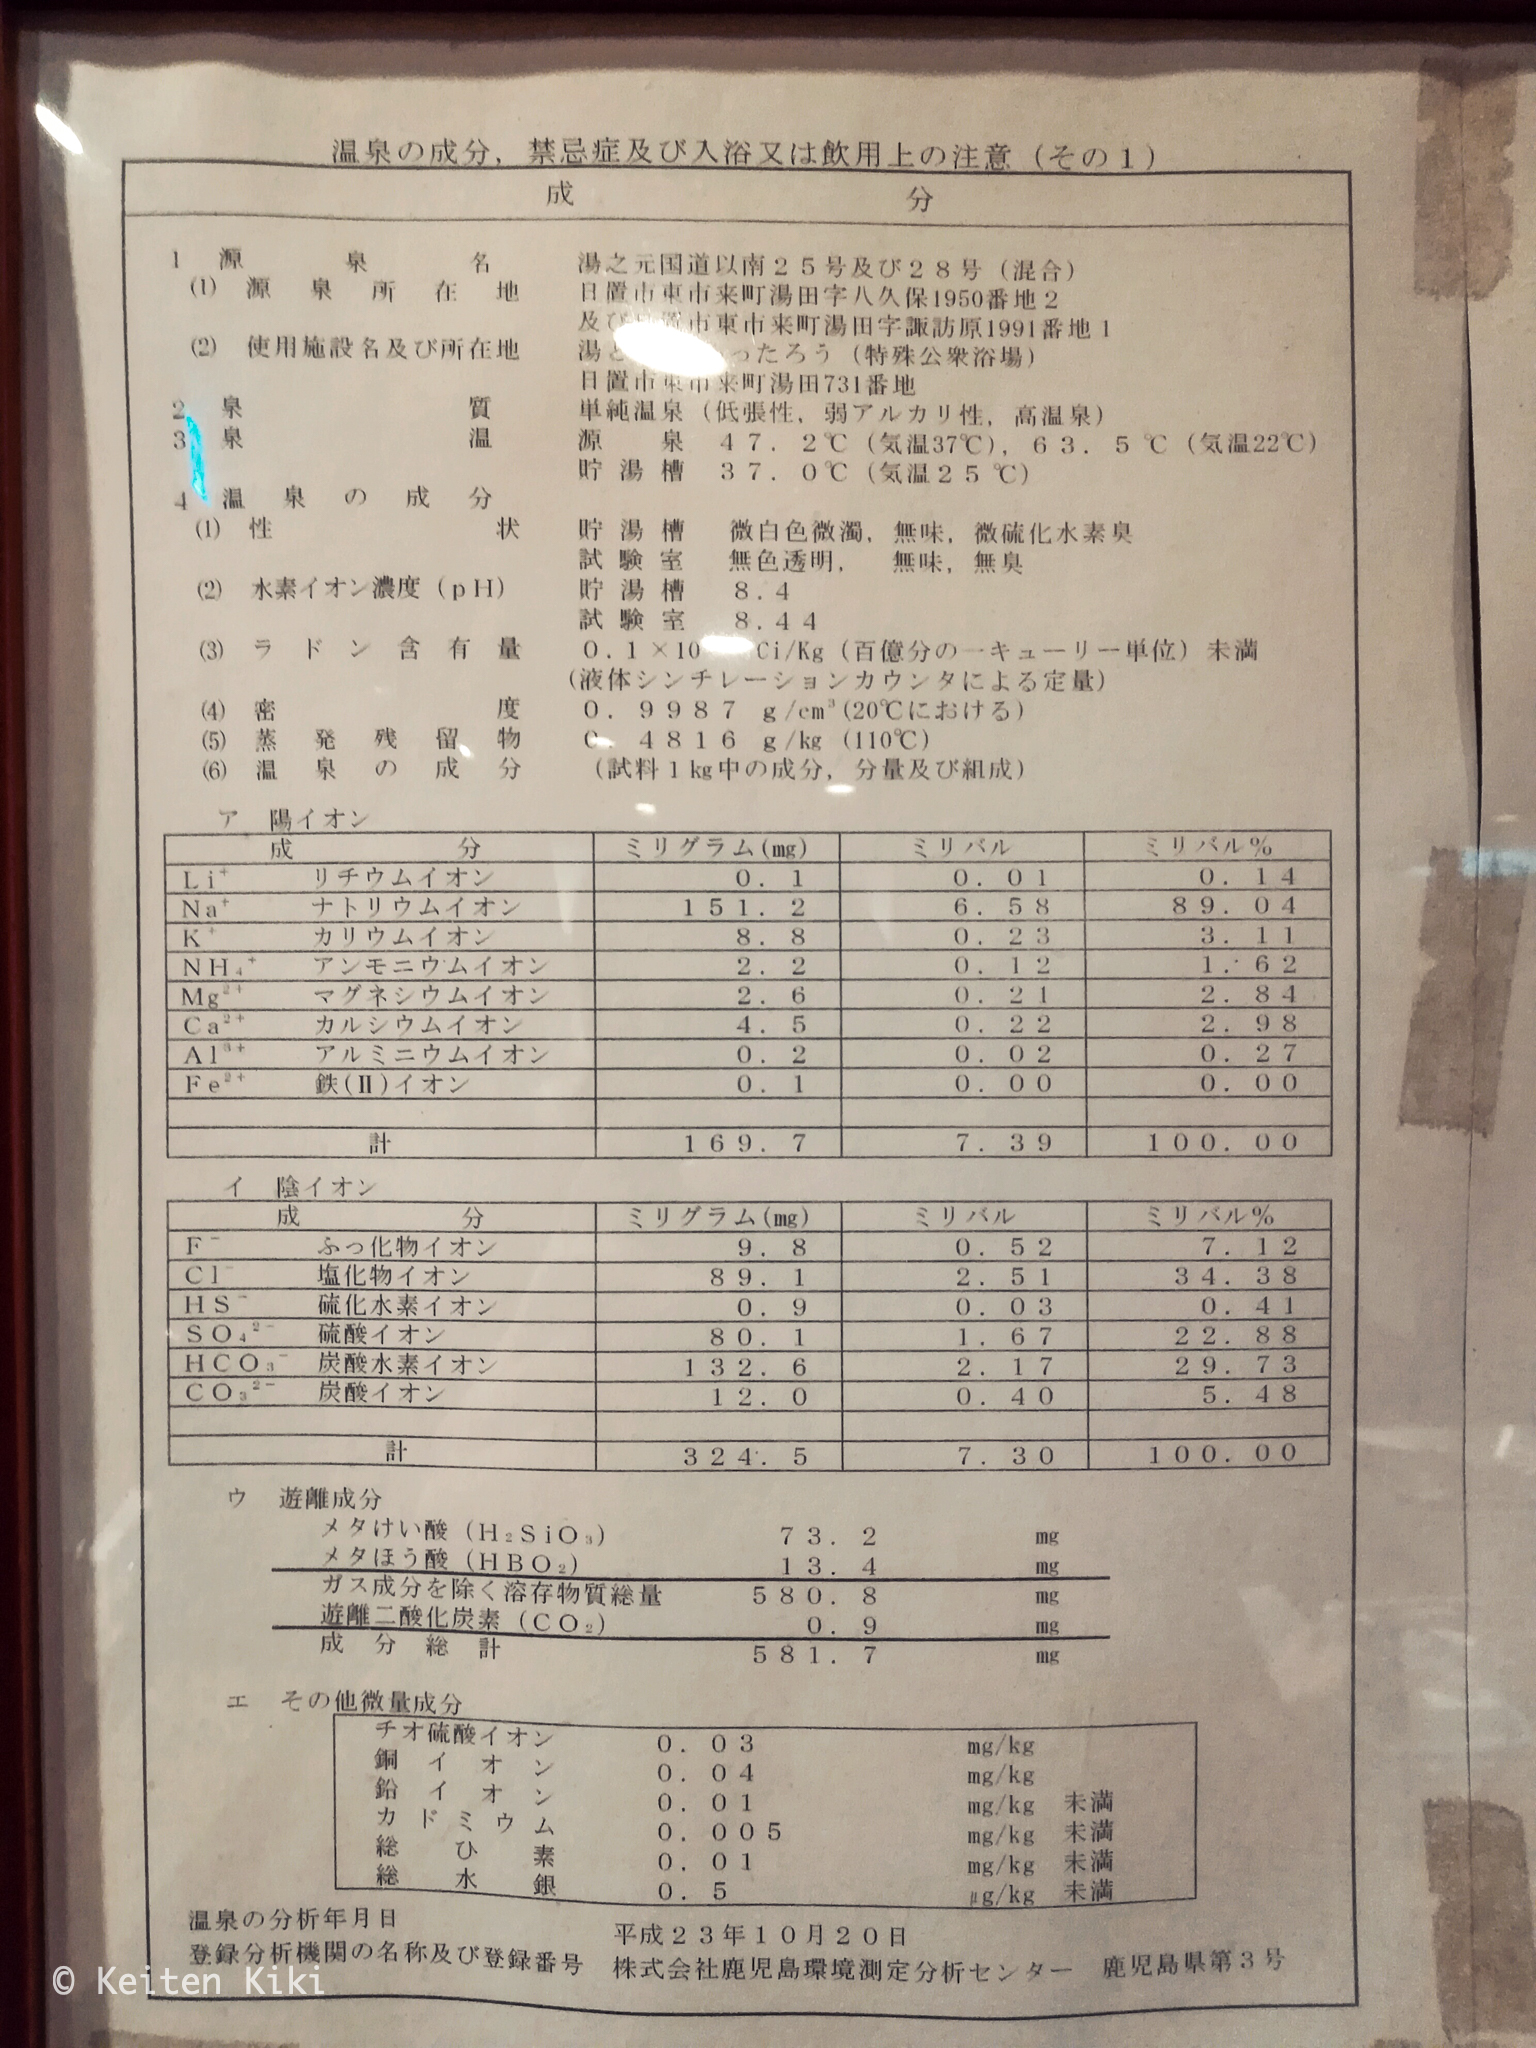 温泉の成分，禁忌症及び入浴又は飲用上の注意（その１）
成　分
1　源　泉　名　湯之元国道以南２５号及び２８号（混合）
(1)　源泉所在地　日置市東市来町湯田字八久保1950番地２
及び　置市東市来町湯田字諏訪原1991番地１
(2)　使用施設名及び所在地　湯　ったろう（特殊公衆浴場）
日置市東市来町湯田731番地
2　泉　質　単純温泉（低張性，弱アルカリ性，高温泉）
3　泉　温　源　泉　４７．２℃（気温37℃），６３．５℃（気温22℃）
貯湯槽　３７．０℃（気温２５℃）
4　温泉の成分
(1)　性　状　貯湯槽　微白色微濁，無味，微硫化水素臭
試験室　無色透明，　無味，無臭
(2)　水素イオン濃度（ｐＨ）　貯湯槽　８．４
試験室　８．４４
(3)　ラドン含有量　０．１×10　Ci/Kg（百億分の一キューリー単位）未満
（液体シンチレーションカウンタによる定量）
(4)　密　度　０．９９８７　g/cm³（20℃における）
(5)　蒸発残留物　０．４８１６　g/kg（110℃）
(6)　温泉の成分　（試料１kg中の成分，分量及び組成）
ア　陽イオン
成　分　ミリグラム(mg)　ミリバル　ミリバル％
Li⁺　リチウムイオン　０．１　０．０１　０．１４
Na⁺　ナトリウムイオン　１５１．２　６．５８　８９．０４
K⁺　カリウムイオン　８．８　０．２３　３．１１
NH₄⁺　アンモニウムイオン　２．２　０．１２　１．６２
Mg²⁺　マグネシウムイオン　２．６　０．２１　２．８４
Ca²⁺　カルシウムイオン　４．５　０．２２　２．９８
Al³⁺　アルミニウムイオン　０．２　０．０２　０．２７
Fe²⁺　鉄(Ⅱ)イオン　０．１　０．００　０．００
計　１６９．７　７．３９　１００．００
イ　陰イオン
成　分　ミリグラム(mg)　ミリバル　ミリバル％
F⁻　ふっ化物イオン　９．８　０．５２　７．１２
Cl⁻　塩化物イオン　８９．１　２．５１　３４．３８
HS⁻　硫化水素イオン　０．９　０．０３　０．４１
SO₄²⁻　硫酸イオン　８０．１　１．６７　２２．８８
HCO₃⁻　炭酸水素イオン　１３２．６　２．１７　２９．７３
CO₃²⁻　炭酸イオン　１２．０　０．４０　５．４８
計　３２４．５　７．３０　１００．００
ウ　遊離成分
メタけい酸（H₂SiO₃）　７３．２　mg
メタほう酸（HBO₂）　１３．４　mg
ガス成分を除く溶存物質総量　５８０．８　mg
遊離二酸化炭素（CO₂）　０．９　mg
成分総計　５８１．７　mg
エ　その他微量成分
チオ硫酸イオン　０．０３　mg/kg
銅イオン　０．０４　mg/kg
鉛イオン　０．０１　mg/kg　未満
カドミウム　０．００５　mg/kg　未満
総ひ素　０．０１　mg/kg　未満
総水銀　０．５　μg/kg　未満
温泉の分析年月日　平成２３年１０月２０日
登録分析機関の名称及び登録番号　株式会社鹿児島環境測定分析センター　鹿児島県第３号
© Keiten Kiki